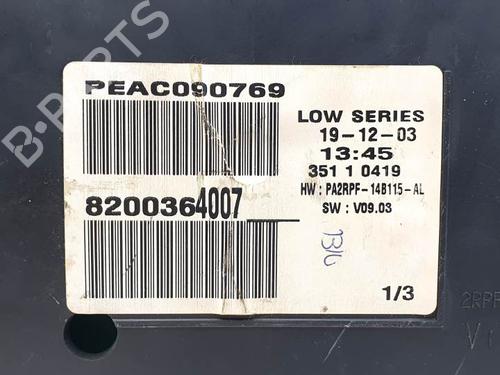 B-PARTS
PEAC090769
LOW SERIES
19-12-03
13:45
351 1 0419
HW : PA2RPF-14B115-AL
SW : V09.03
8200364007__
1/3